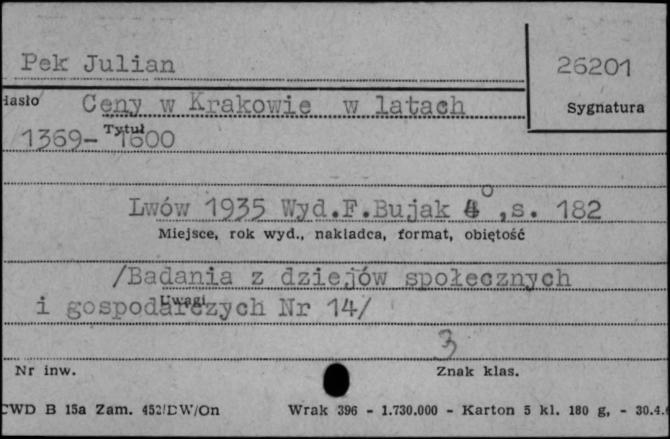 Pek Julian
26201
Hasło Ceny w Krakowie w latach
Sygnatura
Tytuł
1369-1600
Lwów 1935 Wyd.F.Bujak 4°,s. 182
Miejsce, rok wyd., nakladca, format, obiętość
/Badania z dziejów społecznych
Uwagi
i gospodarczych Nr 14/
3
Nr inw. Znak klas.
CWD B 15a Zam. 452/DW/On Wrak 396 - 1.730.000 - Karton 5 kl. 180 g, - 30.4.